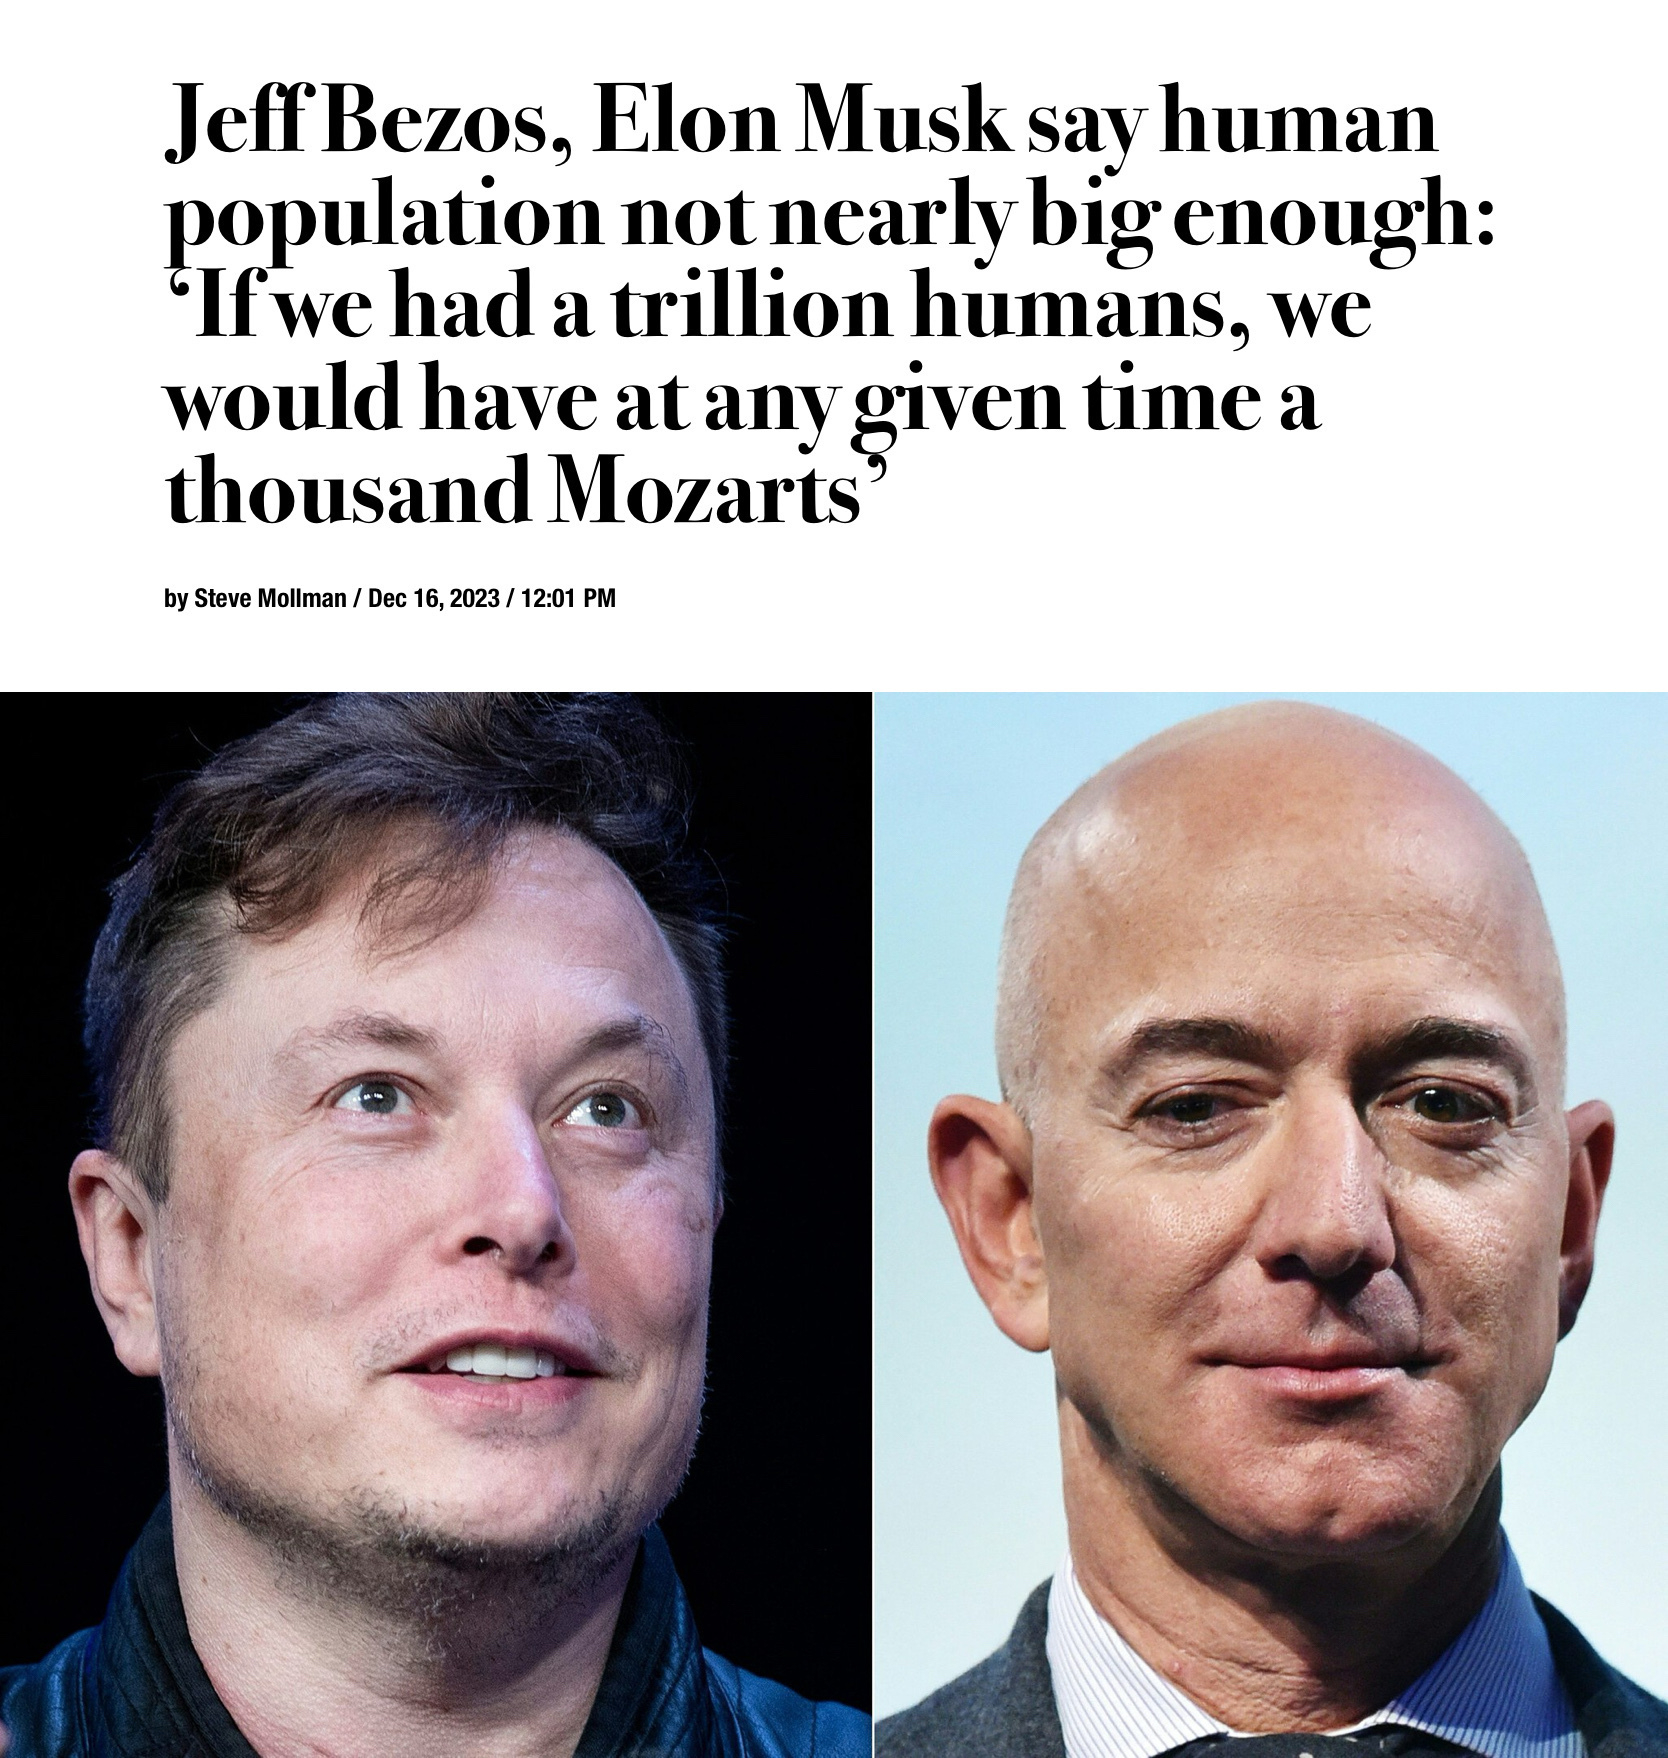 Jeff Bezos, Elon Musk say human
population not nearly big enough:
‘If we had a trillion humans, we
would have at any given time a
thousand Mozarts’
by Steve Mollman / Dec 16, 2023 / 12:01 PM